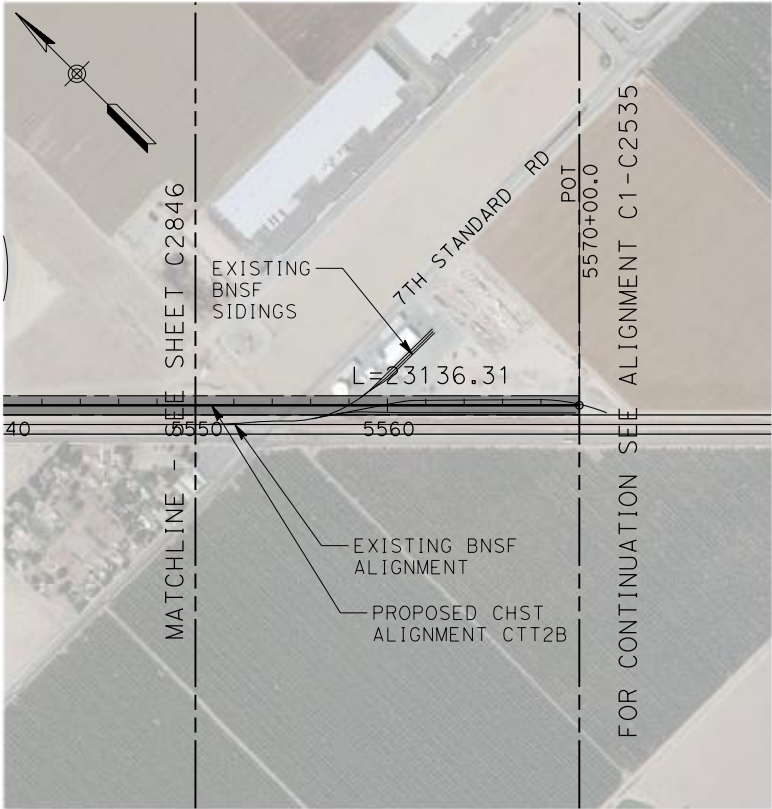 MATCHLINE - SEE SHEET C2846
EXISTING
BNSF
SIDINGS
7TH STANDARD RD
POT
5570+00.0
FOR CONTINUATION SEE ALIGNMENT C1-C2535
L=23136.31
40
5550
5560
EXISTING BNSF
ALIGNMENT
PROPOSED CHST
ALIGNMENT CTT2B